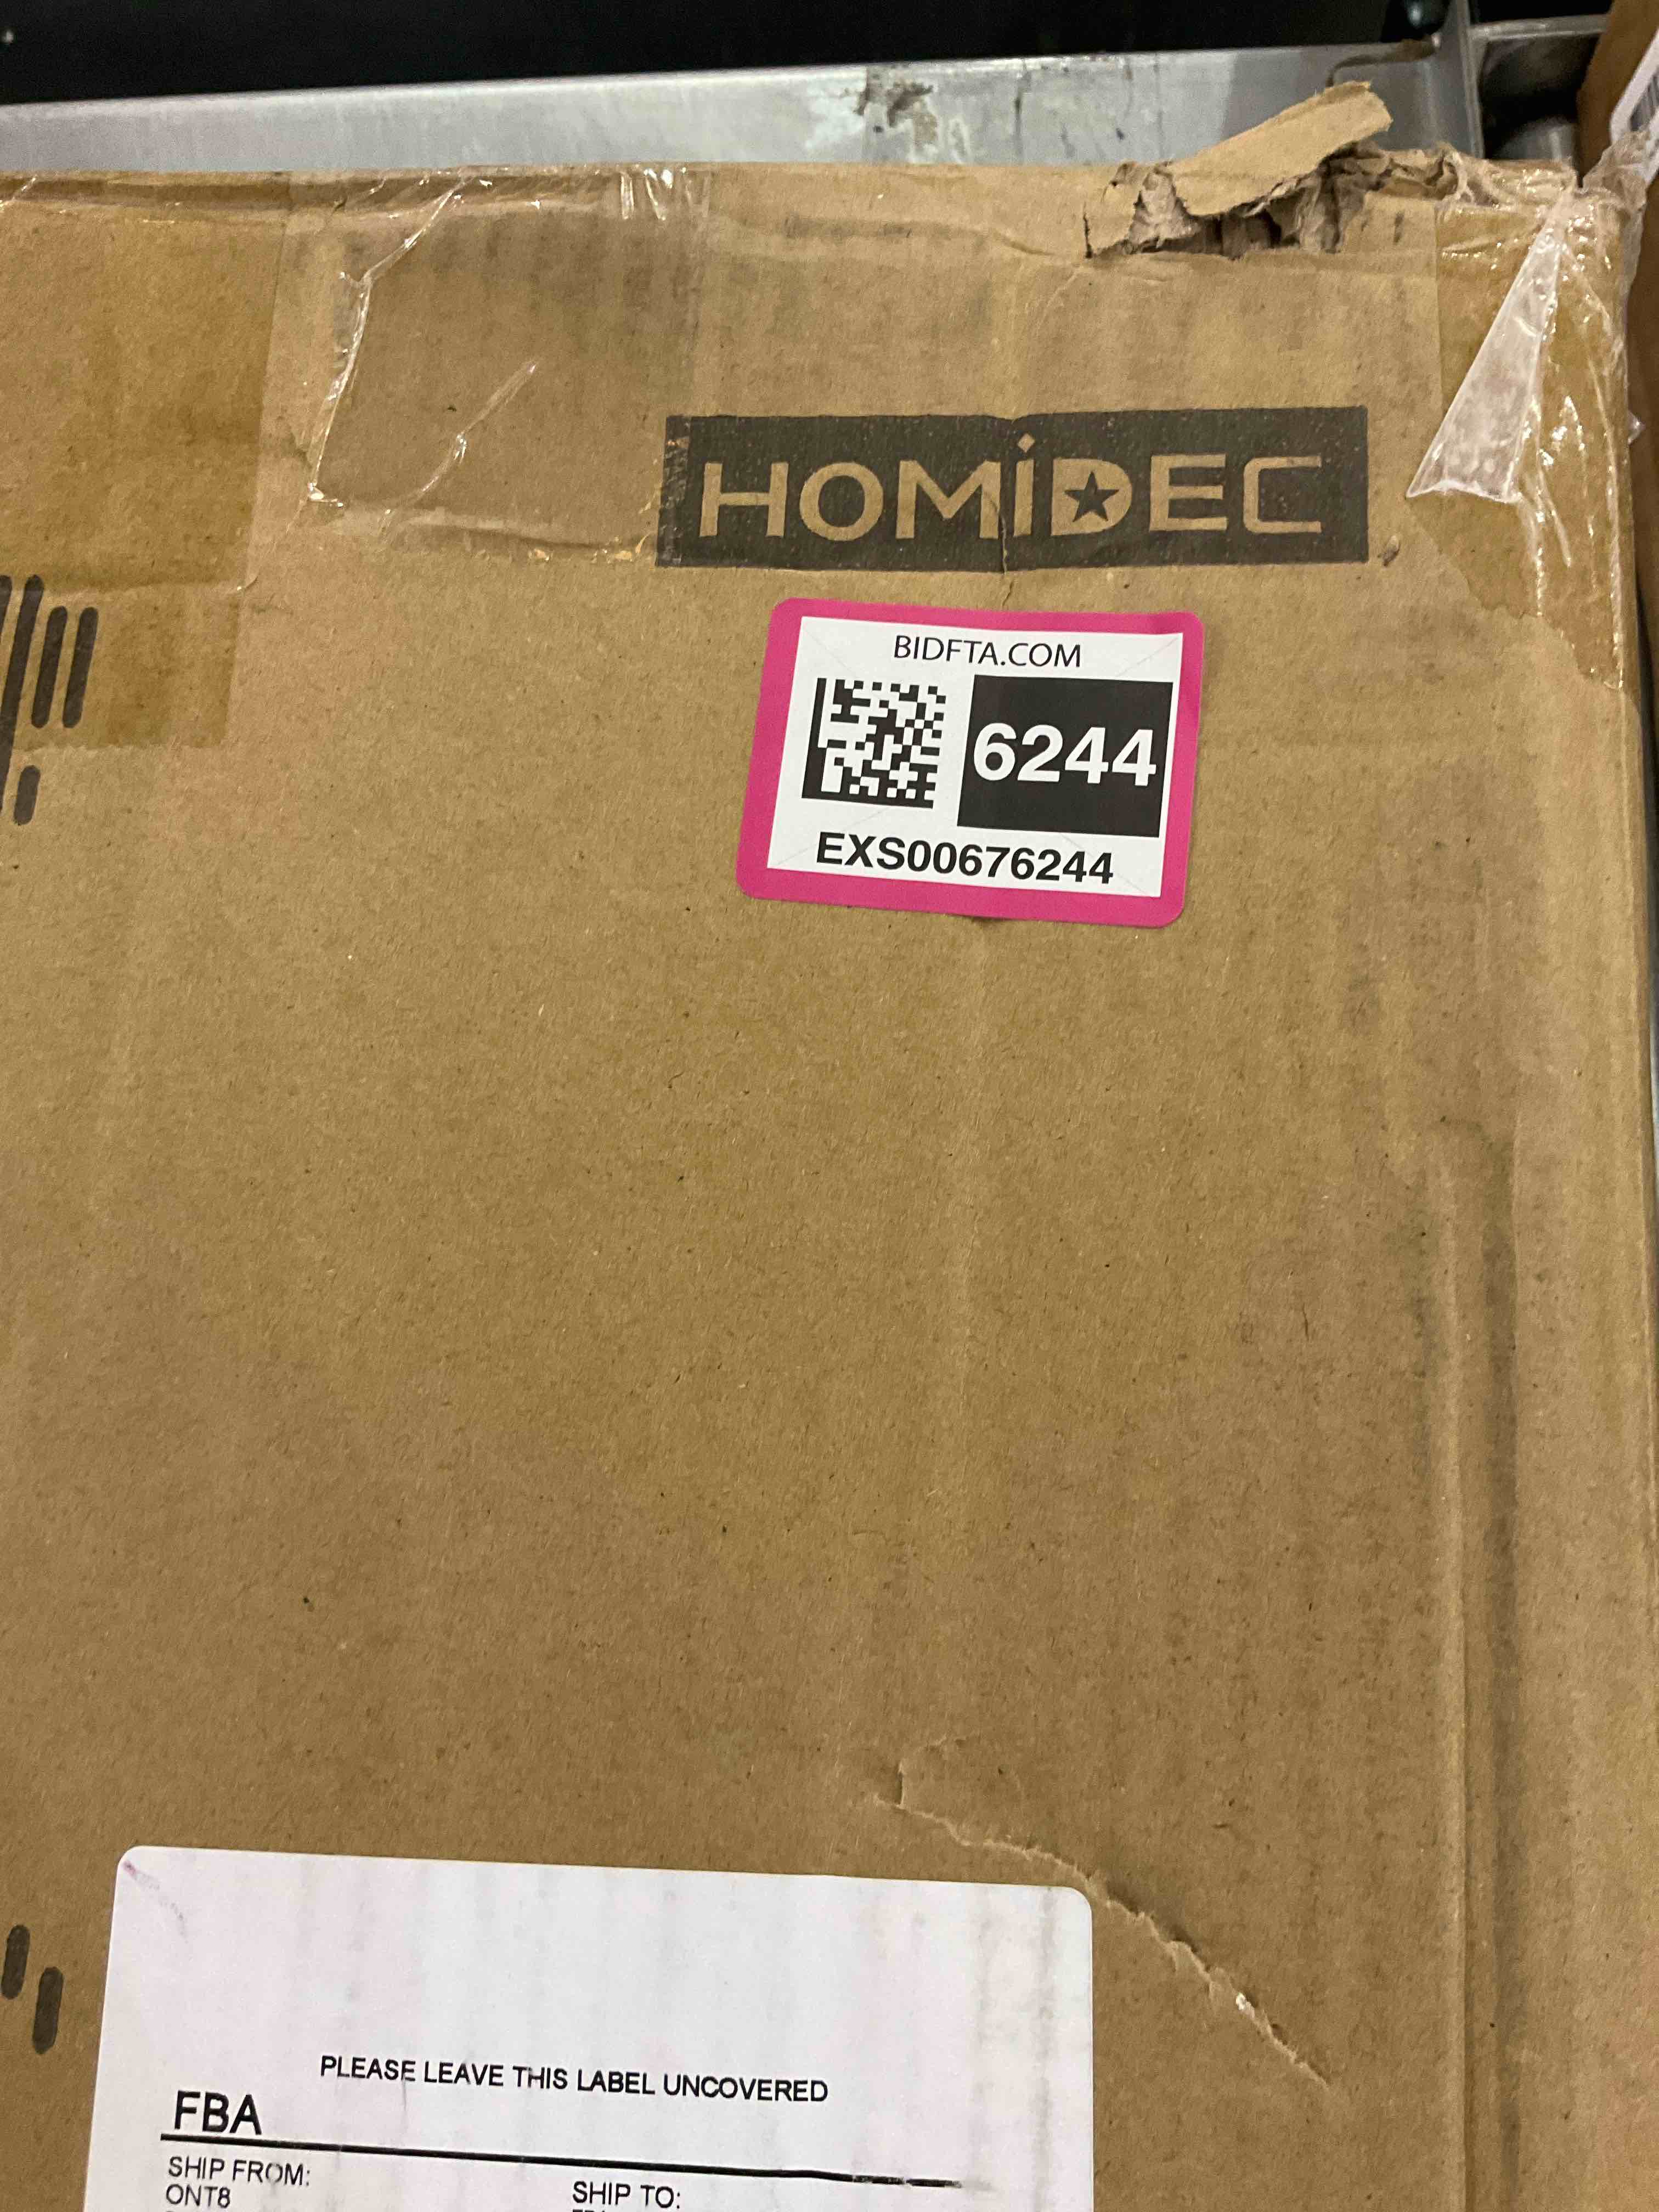 HOMiDEC
BIDFTA.COM
6244
EXS00676244
PLEASE LEAVE THIS LABEL UNCOVERED
FBA
SHIP FROM:
ONT8
SHIP TO: